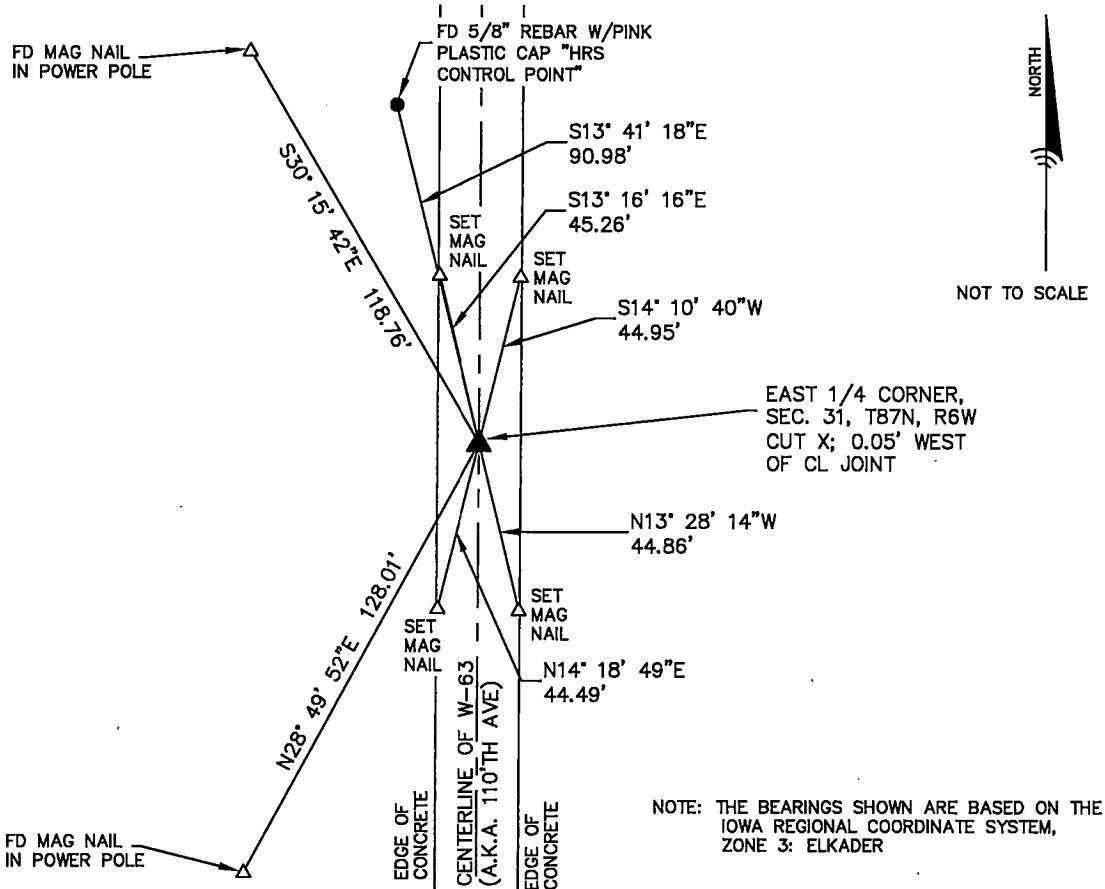 FD MAG NAIL
IN POWER POLE
FD 5/8" REBAR W/PINK
PLASTIC CAP "HRS
CONTROL POINT"
NORTH
NOT TO SCALE
S13° 41' 18"E
90.98'
S13° 16' 16"E
45.26'
S30° 15' 42"E 118.76'
SET
MAG
NAIL
SET
MAG
NAIL
S14° 10' 40"W
44.95'
EAST 1/4 CORNER,
SEC. 31, T87N, R6W
CUT X; 0.05' WEST
OF CL JOINT
N13° 28' 14"W
44.86'
N28° 49' 52"E 128.01'
SET
MAG
NAIL
SET
MAG
NAIL
N14° 18' 49"E
44.49'
EDGE OF
CONCRETE
CENTERLINE OF W-63
(A.K.A. 110'TH AVE)
EDGE OF
CONCRETE
FD MAG NAIL
IN POWER POLE
NOTE: THE BEARINGS SHOWN ARE BASED ON THE
IOWA REGIONAL COORDINATE SYSTEM,
ZONE 3: ELKADER